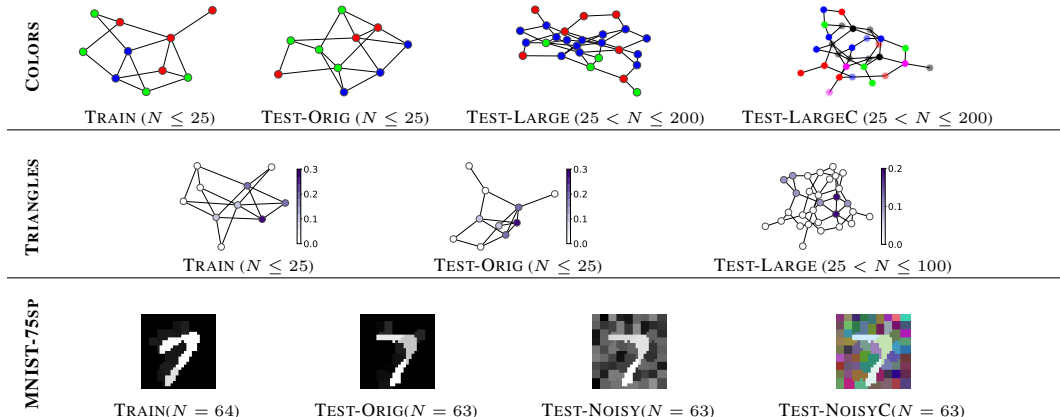 COLORS
TRAIN (N ≤ 25)
TEST-ORIG (N ≤ 25)
TEST-LARGE (25 < N ≤ 200)
TEST-LARGEC (25 < N ≤ 200)
TRIANGLES
0.3
0.2
0.1
0.0
0.3
0.2
0.1
0.0
0.2
0.1
0.0
TRAIN (N ≤ 25)
TEST-ORIG (N ≤ 25)
TEST-LARGE (25 < N ≤ 100)
MNIST-75SP
TRAIN(N = 64)
TEST-ORIG(N = 63)
TEST-NOISY(N = 63)
TEST-NOISYC(N = 63)